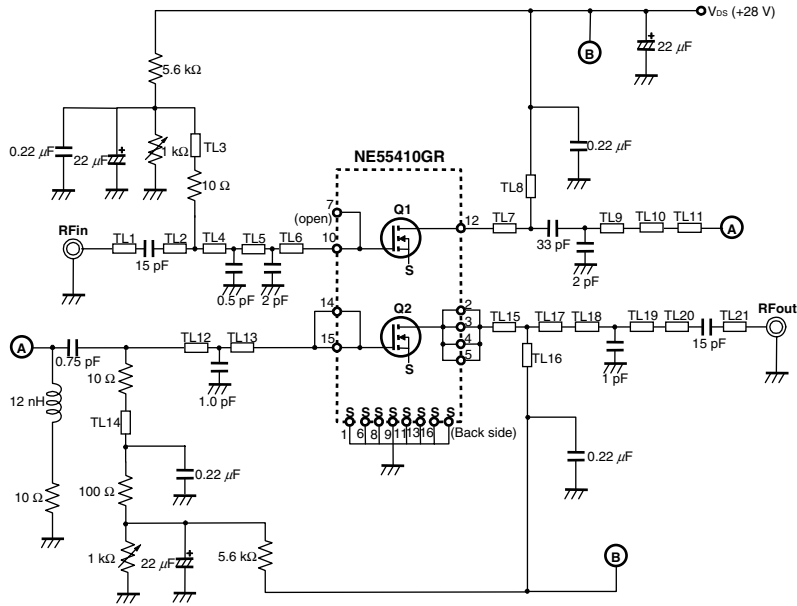 VDS (+28 V)
B
22 μF
5.6 kΩ
0.22 μF
22 μF
1 kΩ
TL3
10 Ω
NE55410GR
0.22 μF
TL8
7
(open)
Q1
12
TL7
33 pF
2 pF
TL9
TL10
TL11
A
RFin
TL1
15 pF
TL2
TL4
0.5 pF
TL5
2 pF
TL6
10
S
14
Q2
2
3
4
5
TL15
TL17
TL18
1 pF
TL19
TL20
15 pF
TL21
RFout
A
0.75 pF
TL12
TL13
1.0 pF
15
S
TL16
12 nH
10 Ω
TL14
S S S S S S S S
1 6 8 9 11 13 16 (Back side)
0.22 μF
0.22 μF
10 Ω
100 Ω
1 kΩ
22 μF
5.6 kΩ
B